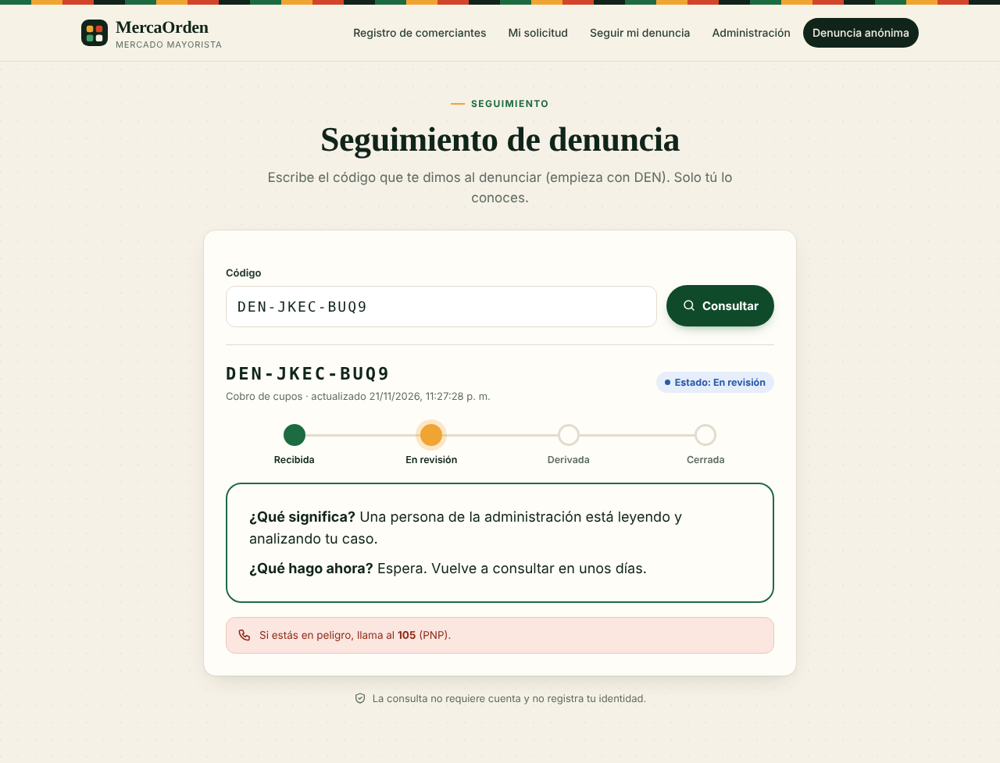 MercaOrden
MERCADO MAYORISTA
Registro de comerciantes
Mi solicitud
Seguir mi denuncia
Administración
Denuncia anónima
SEGUIMIENTO
Seguimiento de denuncia
Escribe el código que te dimos al denunciar (empieza con DEN). Solo tú lo
conoces.
Código
DEN-JKEC-BUQ9
Consultar
DEN-JKEC-BUQ9
Estado: En revisión
Cobro de cupos · actualizado 21/11/2026, 11:27:28 p. m.
Recibida
En revisión
Derivada
Cerrada
¿Qué significa? Una persona de la administración está leyendo y
analizando tu caso.
¿Qué hago ahora? Espera. Vuelve a consultar en unos días.
Si estás en peligro, llama al 105 (PNP).
La consulta no requiere cuenta y no registra tu identidad.